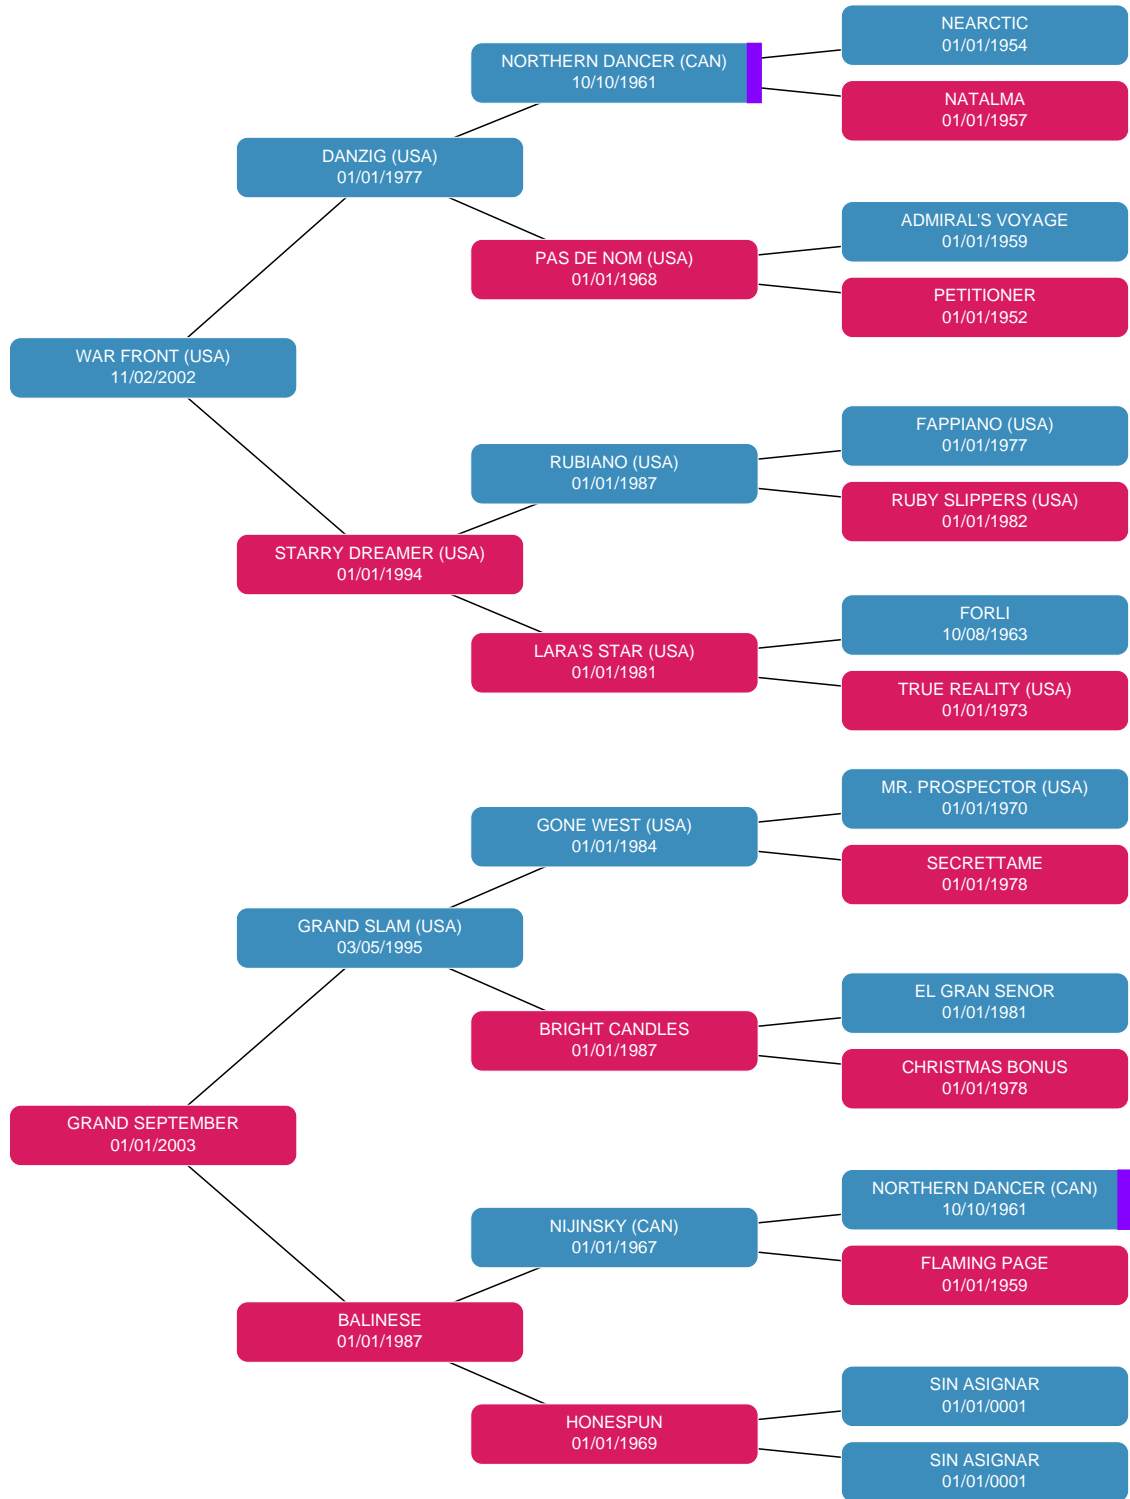 NEARCTIC
01/01/1954
NORTHERN DANCER (CAN)
10/10/1961
NATALMA
01/01/1957
DANZIG (USA)
01/01/1977
ADMIRAL'S VOYAGE
01/01/1959
PAS DE NOM (USA)
01/01/1968
PETITIONER
01/01/1952
WAR FRONT (USA)
11/02/2002
FAPPIANO (USA)
01/01/1977
RUBIANO (USA)
01/01/1987
RUBY SLIPPERS (USA)
01/01/1982
STARRY DREAMER (USA)
01/01/1994
FORLI
10/08/1963
LARA'S STAR (USA)
01/01/1981
TRUE REALITY (USA)
01/01/1973
MR. PROSPECTOR (USA)
01/01/1970
GONE WEST (USA)
01/01/1984
SECRETTAME
01/01/1978
GRAND SLAM (USA)
03/05/1995
EL GRAN SENOR
01/01/1981
BRIGHT CANDLES
01/01/1987
CHRISTMAS BONUS
01/01/1978
GRAND SEPTEMBER
01/01/2003
NORTHERN DANCER (CAN)
10/10/1961
NIJINSKY (CAN)
01/01/1967
FLAMING PAGE
01/01/1959
BALINESE
01/01/1987
SIN ASIGNAR
01/01/0001
HONESPUN
01/01/1969
SIN ASIGNAR
01/01/0001